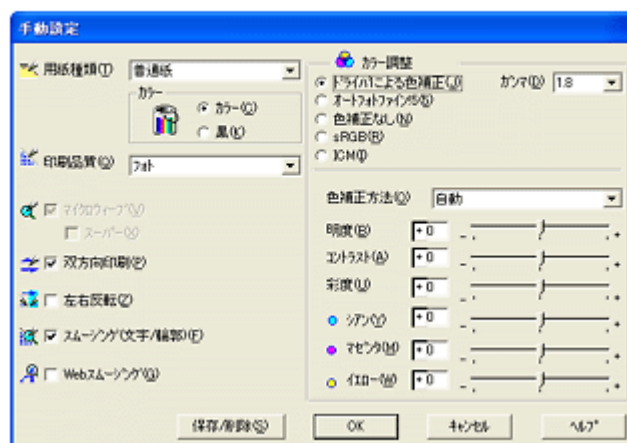 手動設定
用紙種類(T) 普通紙
カラー
カラー(C)
黒(K)
印刷品質(Q) フォト
マイクロウィーブ(V)
スーパー(X)
双方向印刷(P)
左右反転(Z)
スムージング(文字/輪郭)(F)
Webスムージング(G)
カラー調整
ドライバによる色補正(J) ガンマ(D) 1.8
オートフォトファイン!5(5)
色補正なし(N)
sRGB(R)
ICM(I)
色補正方法(O) 自動
明度(B) +0 - +
コントラスト(A) +0 - +
彩度(U) +0 - +
シアン(Y) +0 - +
マゼンタ(M) +0 - +
イエロー(W) +0 - +
保存/削除(S) OK キャンセル ヘルプ